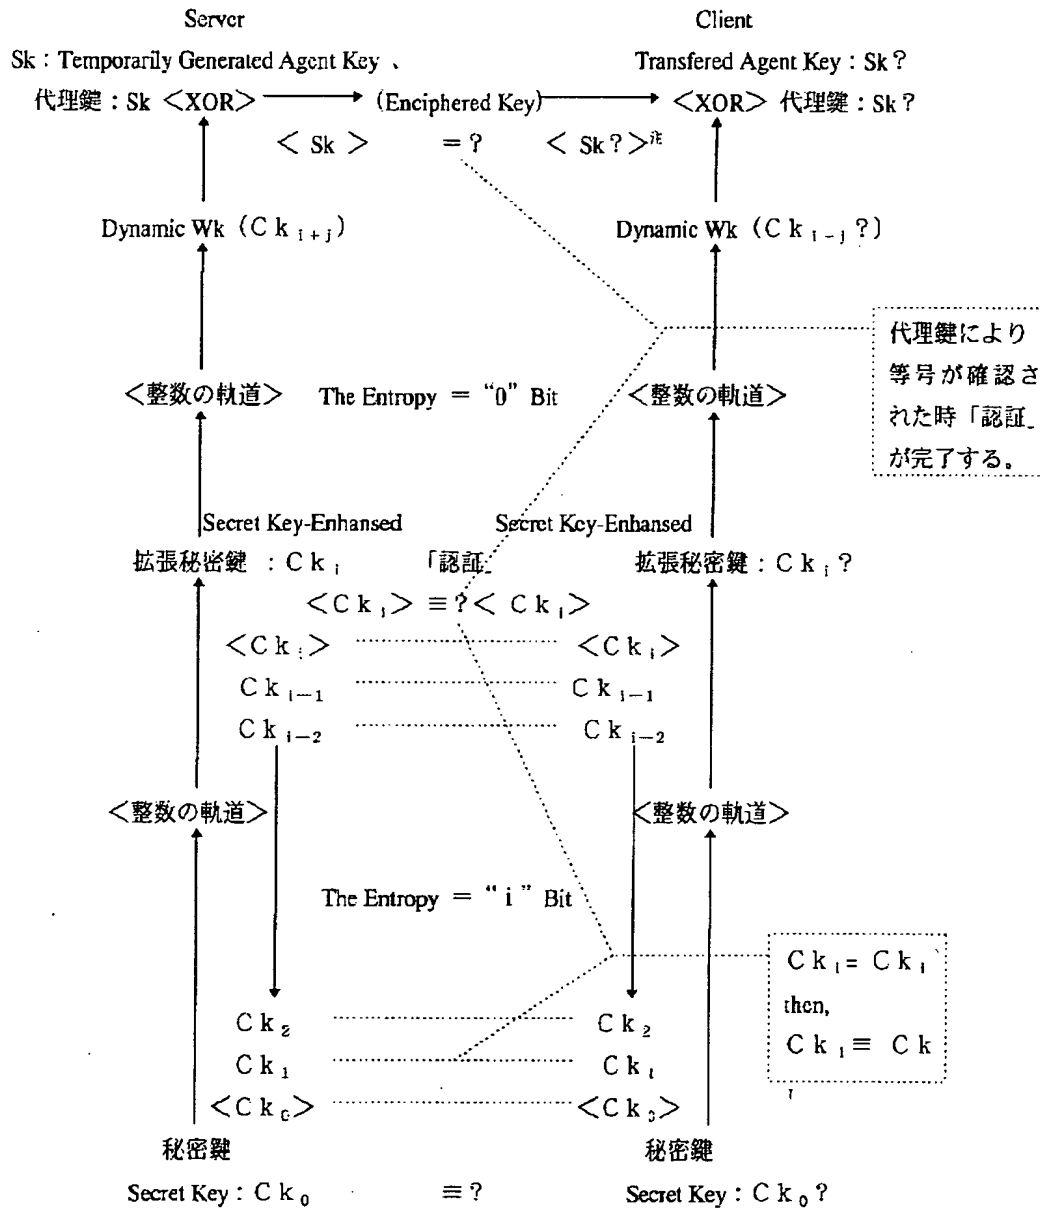 Server Client
Sk : Temporarily Generated Agent Key 、 Transfered Agent Key : Sk ?
代理鍵 : Sk <XOR> (Enciphered Key) <XOR> 代理鍵 : Sk ?
< Sk > = ? < Sk ? >注
Dynamic Wk (C k i + j) Dynamic Wk (C k i - j ?)
代理鍵により
等号が確認さ
れた時「認証」
が完了する。
<整数の軌道> The Entropy = “0” Bit <整数の軌道>
Secret Key-Enhansed Secret Key-Enhansed
拡張秘密鍵 : C k i 「認証」 拡張秘密鍵 : C k i ?
<C k i> ≡ ? < C k i>
<C k i> <C k i>
C k i-1 C k i-1
C k i-2 C k i-2
<整数の軌道> <整数の軌道>
The Entropy = “ i ” Bit
C k i = C k i
then,
C k i ≡ C k
i
C k 2 C k 2
C k 1 C k 1
<C k 0> <C k 0>
秘密鍵 秘密鍵
Secret Key : C k 0 ≡ ? Secret Key : C k 0 ?